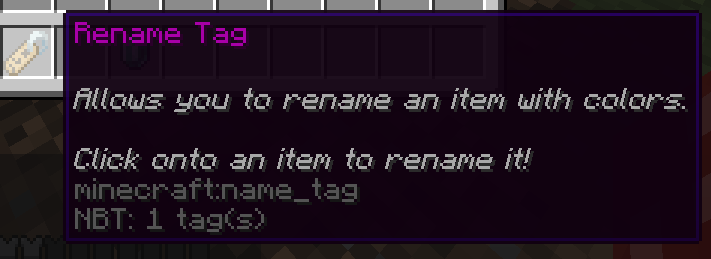 Rename Tag
Allows you to rename an item with colors.
Click onto an item to rename it!
minecraft:name_tag
NBT: 1 tag(s)